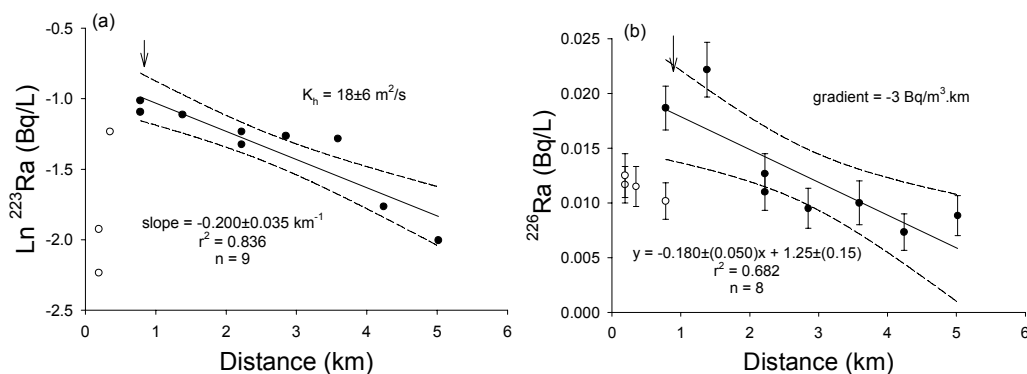 (a)
-0.5
-1.0
-1.5
-2.0
-2.5
Ln ²²³Ra (Bq/L)
Kₕ = 18±6 m²/s
slope = -0.200±0.035 km⁻¹
r² = 0.836
n = 9
0 1 2 3 4 5 6
Distance (km)
(b)
0.025
0.020
0.015
0.010
0.005
0.000
²²⁶Ra (Bq/L)
gradient = -3 Bq/m³.km
y = -0.180±(0.050)x + 1.25±(0.15)
r² = 0.682
n = 8
0 1 2 3 4 5 6
Distance (km)